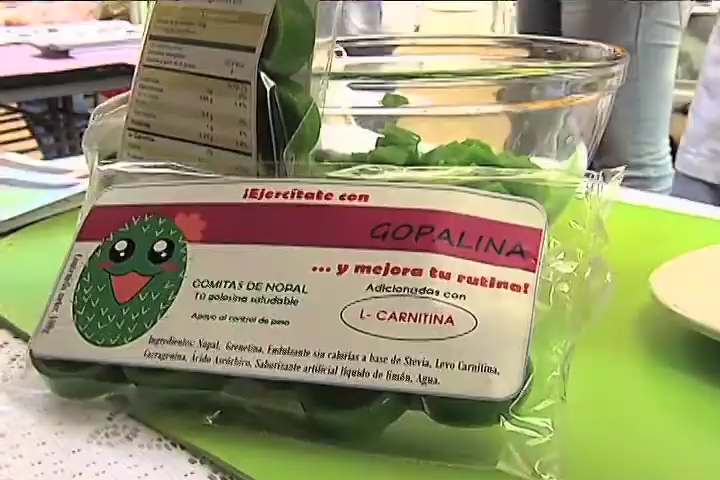 ¡Ejercítate con
GOPALINA
... y mejora tu rutina!
GOMITAS DE NOPAL
Tú golosina saludable
Apoyo al control de peso
Adicionadas con
L- CARNITINA
Ingredientes: Nopal, Grenetina, Endulzante sin calorías a base de Stevia, Levo Carnitina,
Carragenina, Ácido Ascórbico, Saborizante artificial líquido de limón, Agua.